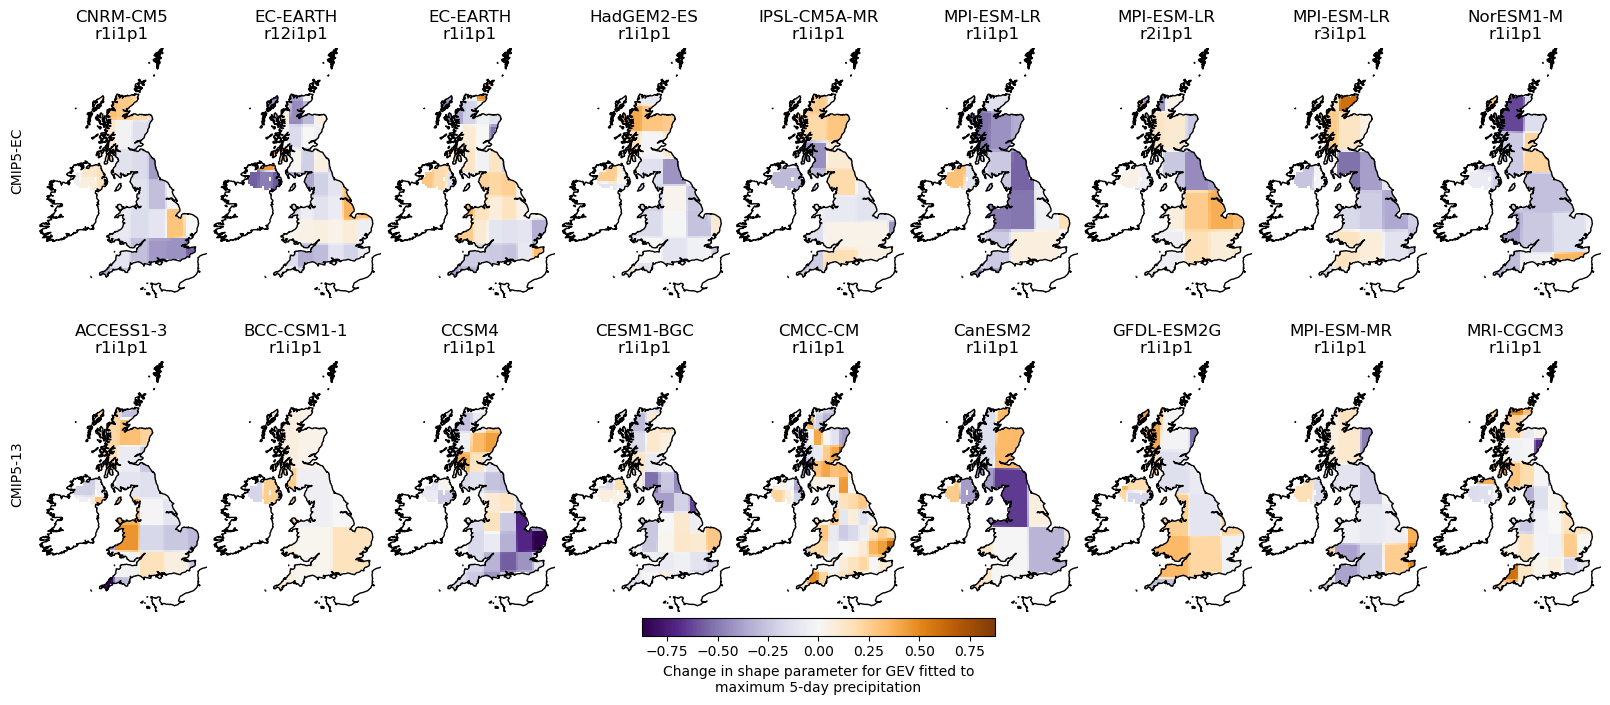 CNRM-CM5
r1i1p1
EC-EARTH
r12i1p1
EC-EARTH
r1i1p1
HadGEM2-ES
r1i1p1
IPSL-CM5A-MR
r1i1p1
MPI-ESM-LR
r1i1p1
MPI-ESM-LR
r2i1p1
MPI-ESM-LR
r3i1p1
NorESM1-M
r1i1p1
CMIP5-EC
ACCESS1-3
r1i1p1
BCC-CSM1-1
r1i1p1
CCSM4
r1i1p1
CESM1-BGC
r1i1p1
CMCC-CM
r1i1p1
CanESM2
r1i1p1
GFDL-ESM2G
r1i1p1
MPI-ESM-MR
r1i1p1
MRI-CGCM3
r1i1p1
CMIP5-13
−0.75 −0.50 −0.25 0.00 0.25 0.50 0.75
Change in shape parameter for GEV fitted to
maximum 5-day precipitation